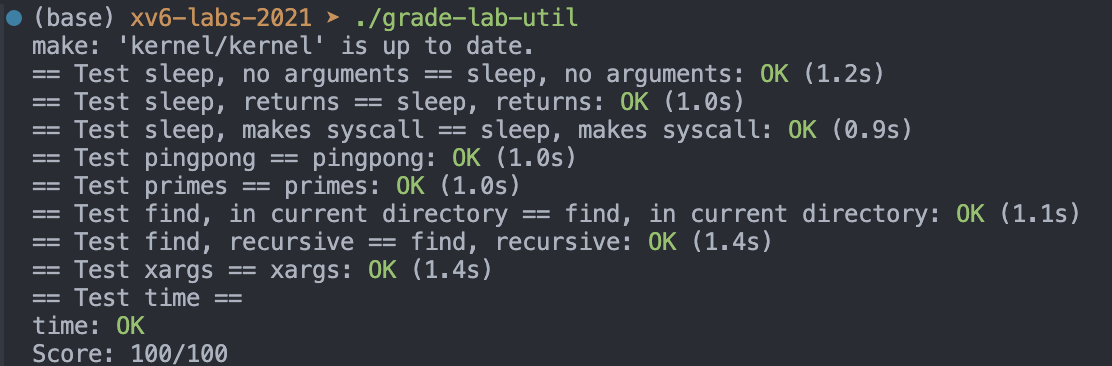 (base) xv6-labs-2021 ➤ ./grade-lab-util
make: 'kernel/kernel' is up to date.
== Test sleep, no arguments == sleep, no arguments: OK (1.2s)
== Test sleep, returns == sleep, returns: OK (1.0s)
== Test sleep, makes syscall == sleep, makes syscall: OK (0.9s)
== Test pingpong == pingpong: OK (1.0s)
== Test primes == primes: OK (1.0s)
== Test find, in current directory == find, in current directory: OK (1.1s)
== Test find, recursive == find, recursive: OK (1.4s)
== Test xargs == xargs: OK (1.4s)
== Test time ==
time: OK
Score: 100/100